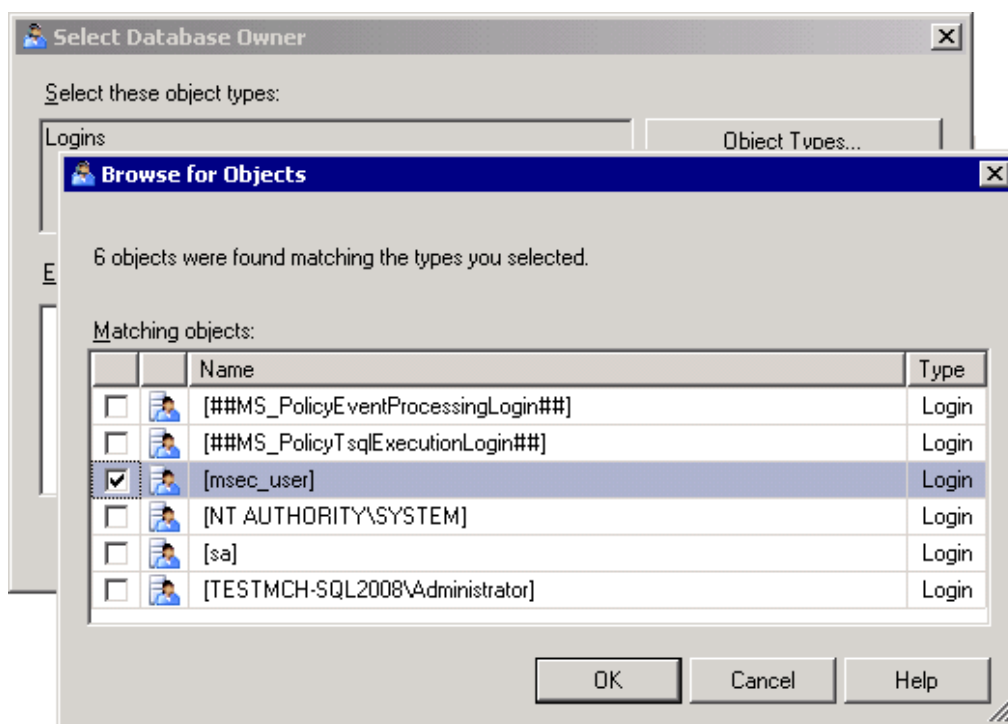 Select Database Owner
Select these object types:
Logins
Object Types...
Browse for Objects
6 objects were found matching the types you selected.
E
Matching objects:
Name Type
[##MS_PolicyEventProcessingLogin##] Login
[##MS_PolicyTsqlExecutionLogin##] Login
[msec_user] Login
[NT AUTHORITY\SYSTEM] Login
[sa] Login
[TESTMCH-SQL2008\Administrator] Login
OK Cancel Help